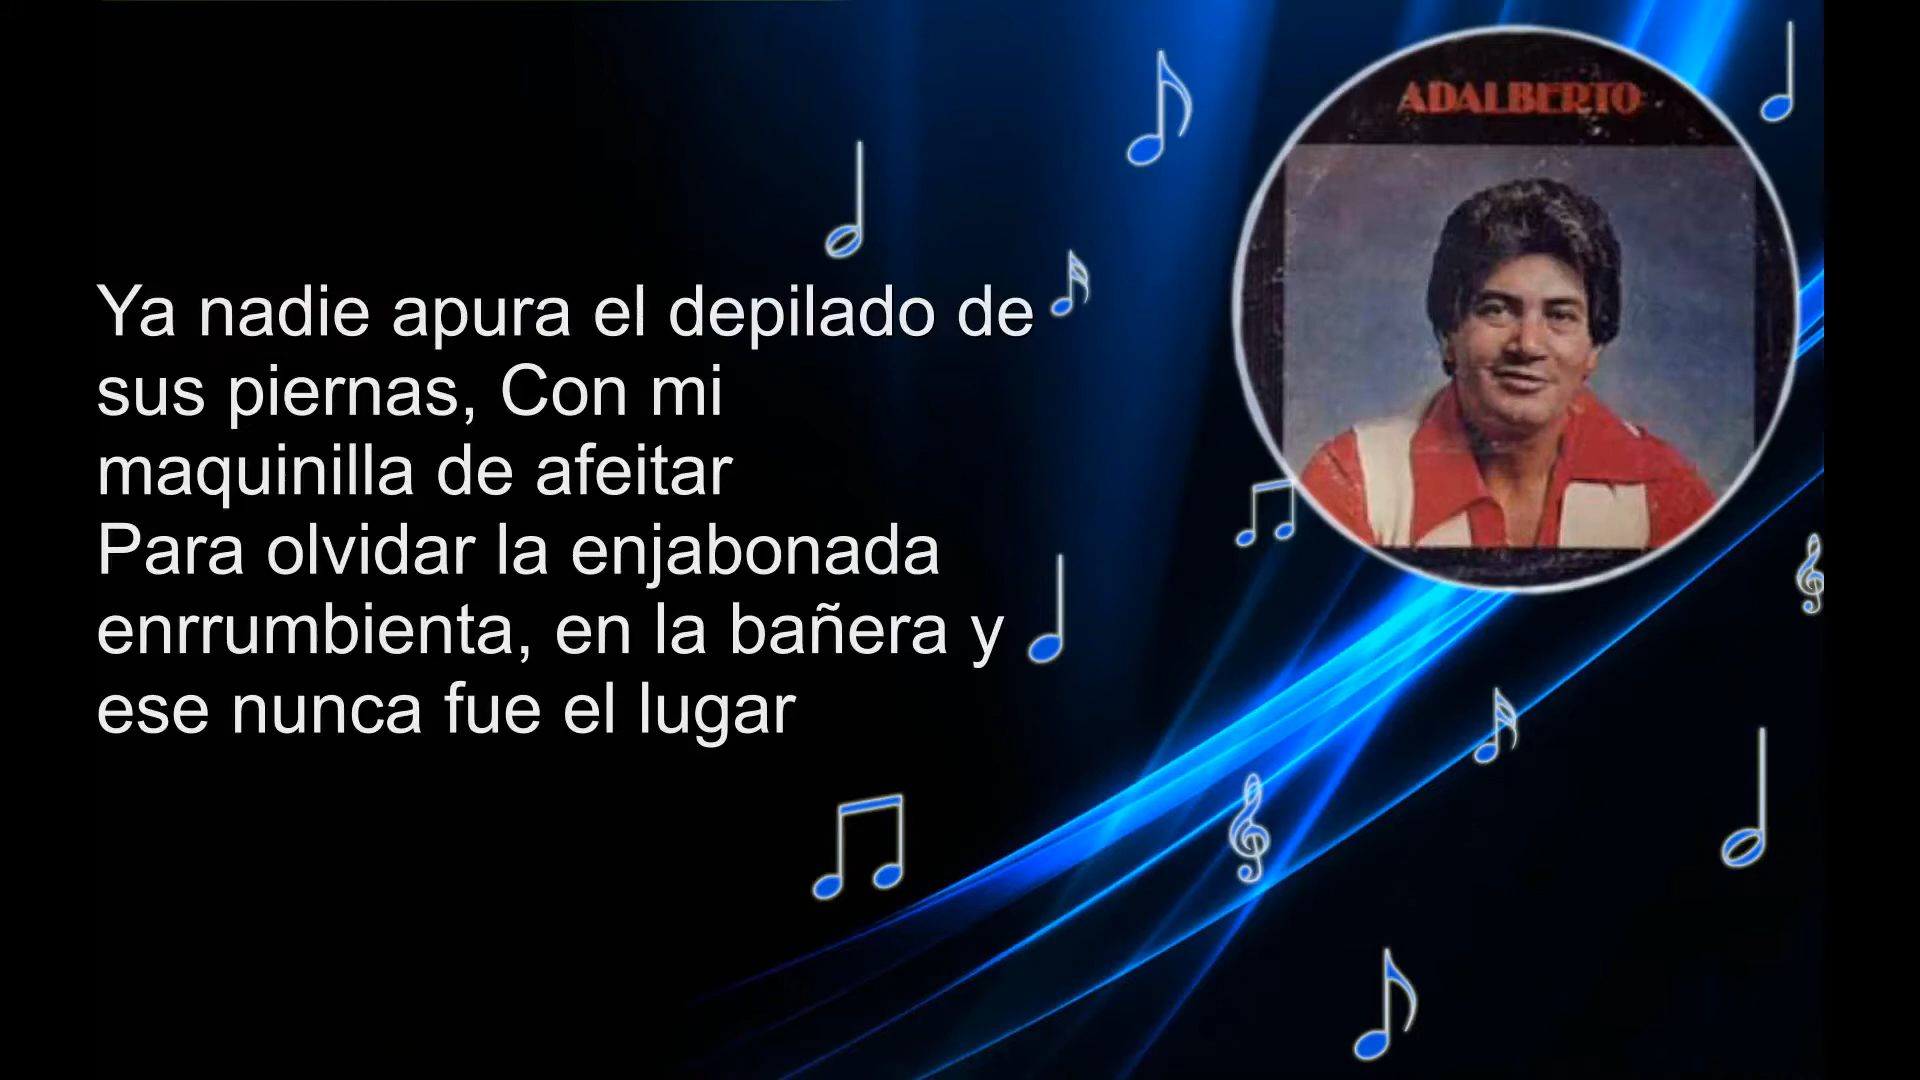 ADALBERTO
Ya nadie apura el depilado de
sus piernas, Con mi
maquinilla de afeitar
Para olvidar la enjabonada
enrrumbienta, en la bañera y
ese nunca fue el lugar